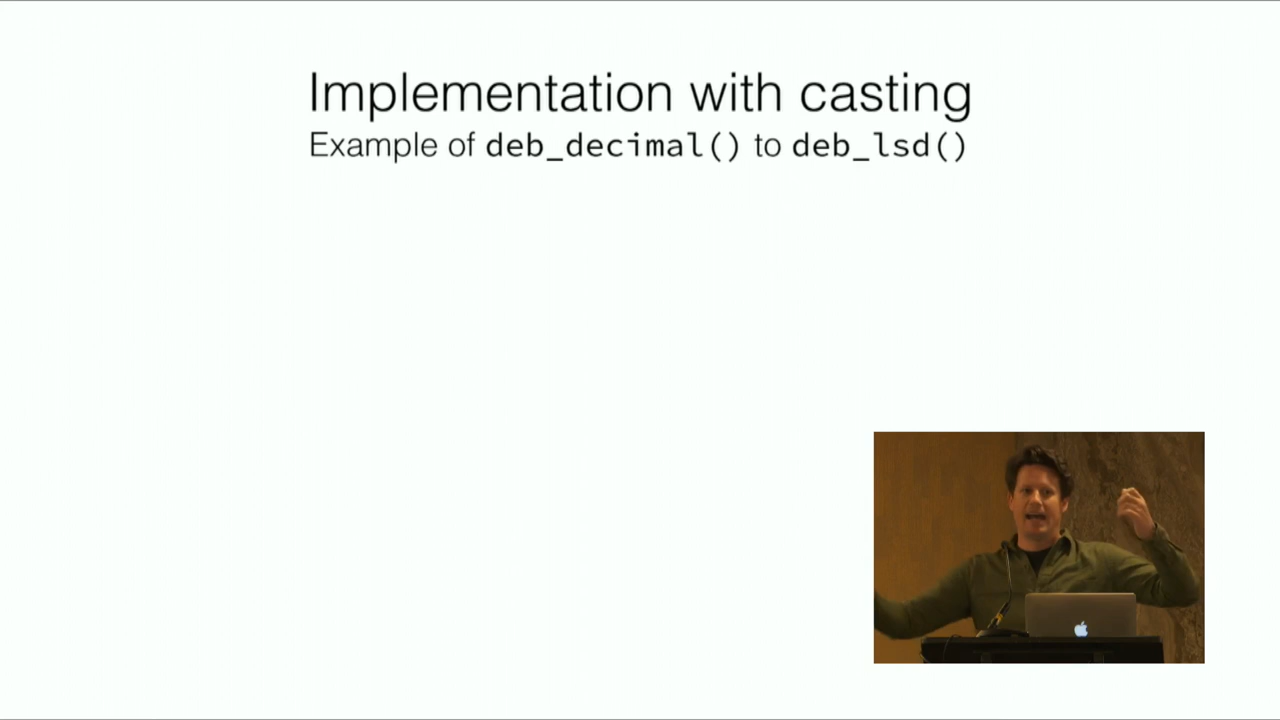 Implementation with casting
Example of deb_decimal() to deb_lsd()